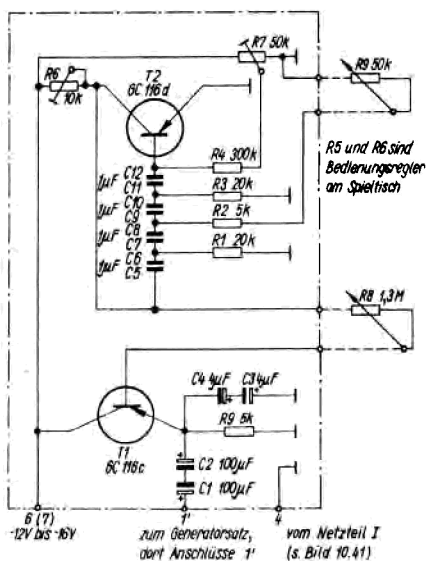 R7 50k
R6
10k
T2
GC 116d
R9 50k
R4 300k
R5 und R6 sind
Bedienungsregler
am Spieltisch
C12
1µF
C11
R3 20k
C10
1µF
C9
R2 5k
C8
1µF
C7
R1 20k
C6
1µF
C5
R8 1,3M
C4 4µF
C3 4µF
R9 5k
T1
GC 116c
C2 100µF
C1 100µF
6 (7)
-12V bis -16V
1'
4
zum Generatorsatz,
dort Anschlüsse 1'
vom Netzteil I
(s. Bild 10.41)